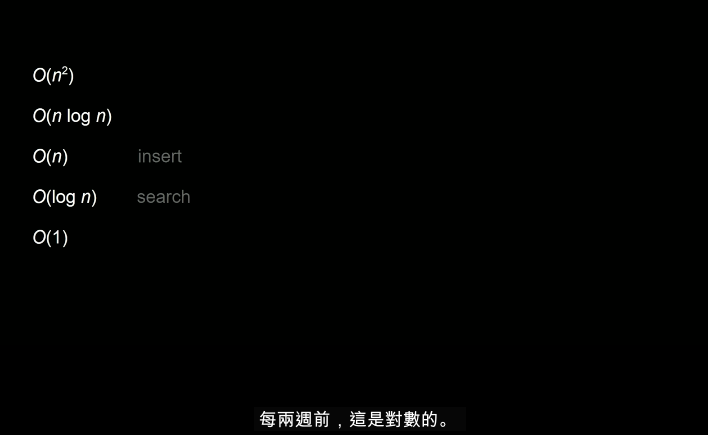 O(n²)
O(n log n)
O(n) insert
O(log n) search
O(1)
每兩週前，這是對數的。